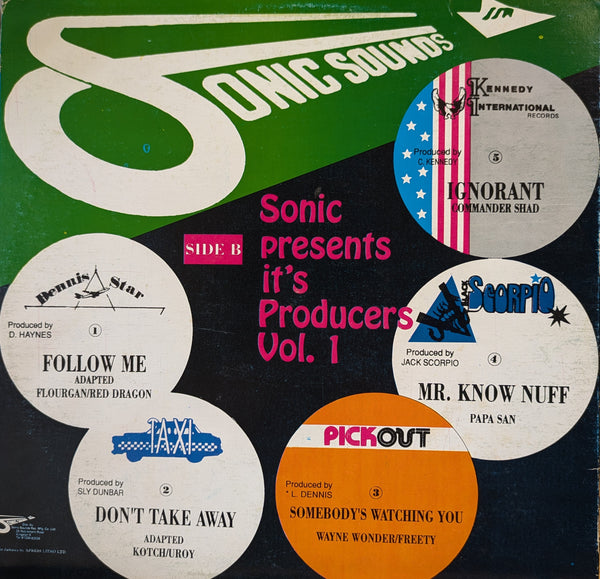 SONIC SOUNDS
SSR
KENNEDY
INTERNATIONAL
RECORDS
Produced by
C. KENNEDY
5
IGNORANT
COMMANDER SHAD
SIDE B
Sonic
presents
it's
Producers
Vol. 1
Dennis Star
Produced by
D. HAYNES
1
FOLLOW ME
ADAPTED
FLOURGAN/RED DRAGON
BLACK
SCORPIO
Produced by
JACK SCORPIO
4
MR. KNOW NUFF
PAPA SAN
TAXI
Produced by
SLY DUNBAR
2
DON'T TAKE AWAY
ADAPTED
KOTCH/UROY
PICKOUT
Produced by
L. DENNIS
3
SOMEBODY'S WATCHING YOU
WAYNE WONDER/FREETY